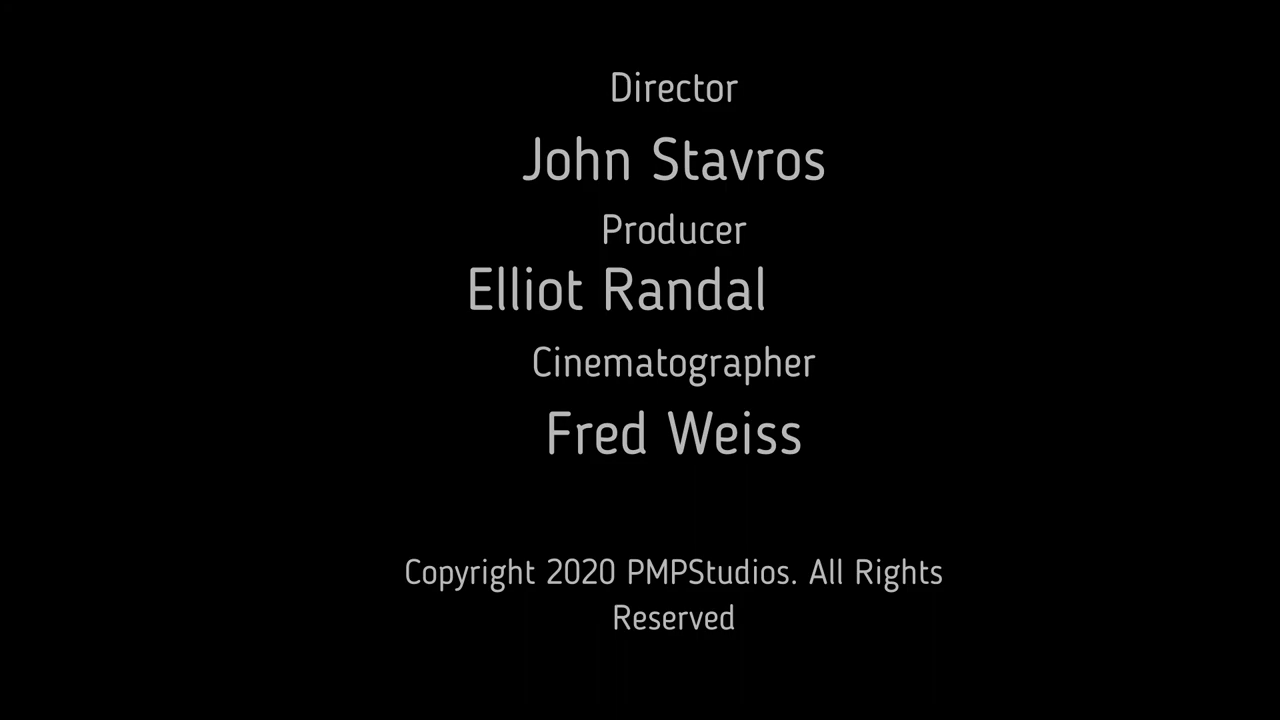 Director
John Stavros
Producer
Elliot Randal
Cinematographer
Fred Weiss
Copyright 2020 PMPStudios. All Rights
Reserved